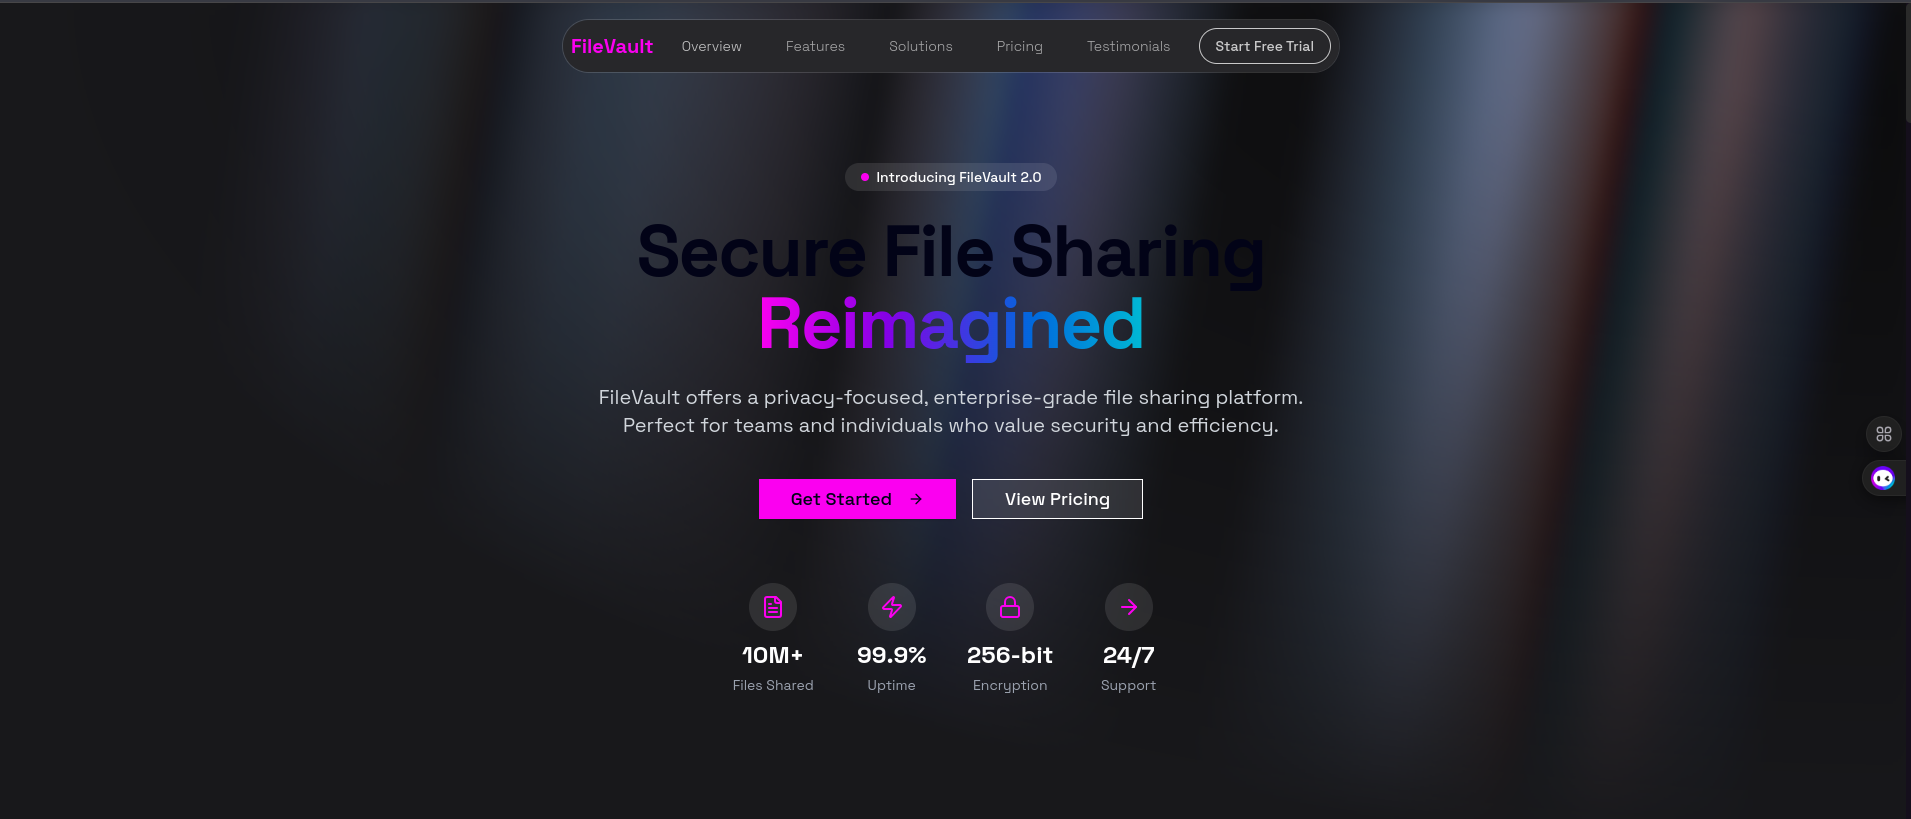 FileVault
Overview
Features
Solutions
Pricing
Testimonials
Start Free Trial
Introducing FileVault 2.0
Secure File Sharing
Reimagined
FileVault offers a privacy-focused, enterprise-grade file sharing platform.
Perfect for teams and individuals who value security and efficiency.
Get Started →
View Pricing
10M+
Files Shared
99.9%
Uptime
256-bit
Encryption
24/7
Support